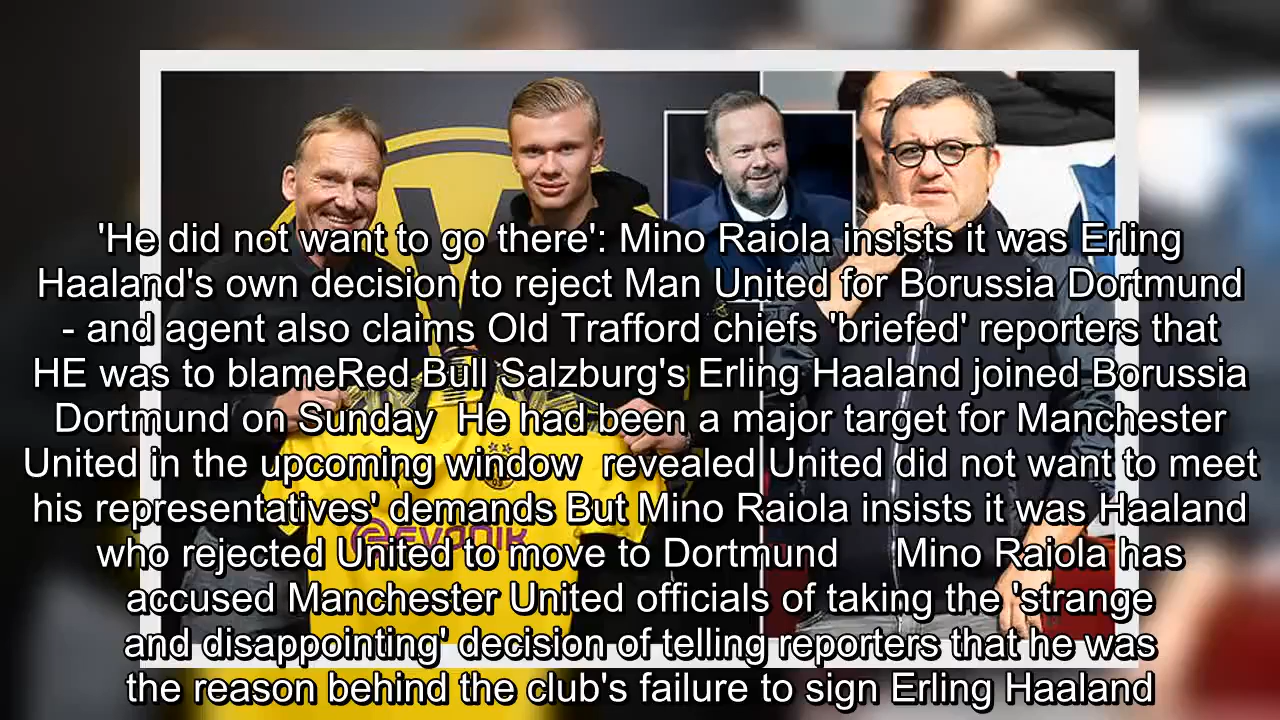 'He did not want to go there': Mino Raiola insists it was Erling
Haaland's own decision to reject Man United for Borussia Dortmund
- and agent also claims Old Trafford chiefs 'briefed' reporters that
HE was to blameRed Bull Salzburg's Erling Haaland joined Borussia
Dortmund on Sunday  He had been a major target for Manchester
United in the upcoming window  revealed United did not want to meet
his representatives' demands But Mino Raiola insists it was Haaland
who rejected United to move to Dortmund      Mino Raiola has
accused Manchester United officials of taking the 'strange
and disappointing' decision of telling reporters that he was
the reason behind the club's failure to sign Erling Haaland
EVONIK